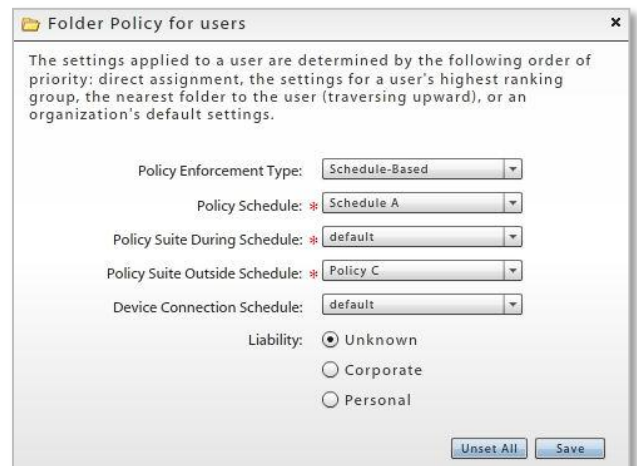 Folder Policy for users
The settings applied to a user are determined by the following order of
priority: direct assignment, the settings for a user's highest ranking
group, the nearest folder to the user (traversing upward), or an
organization's default settings.
Policy Enforcement Type: Schedule-Based
Policy Schedule: * Schedule A
Policy Suite During Schedule: * default
Policy Suite Outside Schedule: * Policy C
Device Connection Schedule: default
Liability: Unknown
Corporate
Personal
Unset All Save